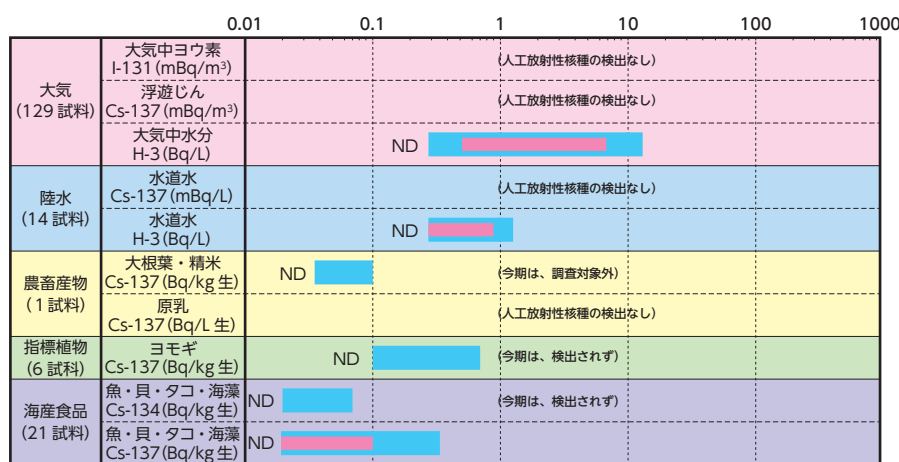 0.01 0.1 1 10 100 1000
大気
(129 試料)
大気中ヨウ素
I-131(mBq/m³)
(人工放射性核種の検出なし)
浮遊じん
Cs-137(mBq/m³)
(人工放射性核種の検出なし)
大気中水分
H-3(Bq/L)
ND
陸水
(14 試料)
水道水
Cs-137(mBq/L)
(人工放射性核種の検出なし)
水道水
H-3(Bq/L)
ND
農畜産物
(1 試料)
大根葉・精米
Cs-137(Bq/kg 生)
ND
(今期は、調査対象外)
原乳
Cs-137(Bq/L 生)
(人工放射性核種の検出なし)
指標植物
(6 試科)
ヨモギ
Cs-137(Bq/kg 生)
ND
(今期は、検出されず)
海産食品
(21 試料)
魚・貝・タコ・海藻
Cs-134(Bq/kg 生)
ND
(今期は、検出されず)
魚・貝・タコ・海藻
Cs-137(Bq/kg 生)
ND